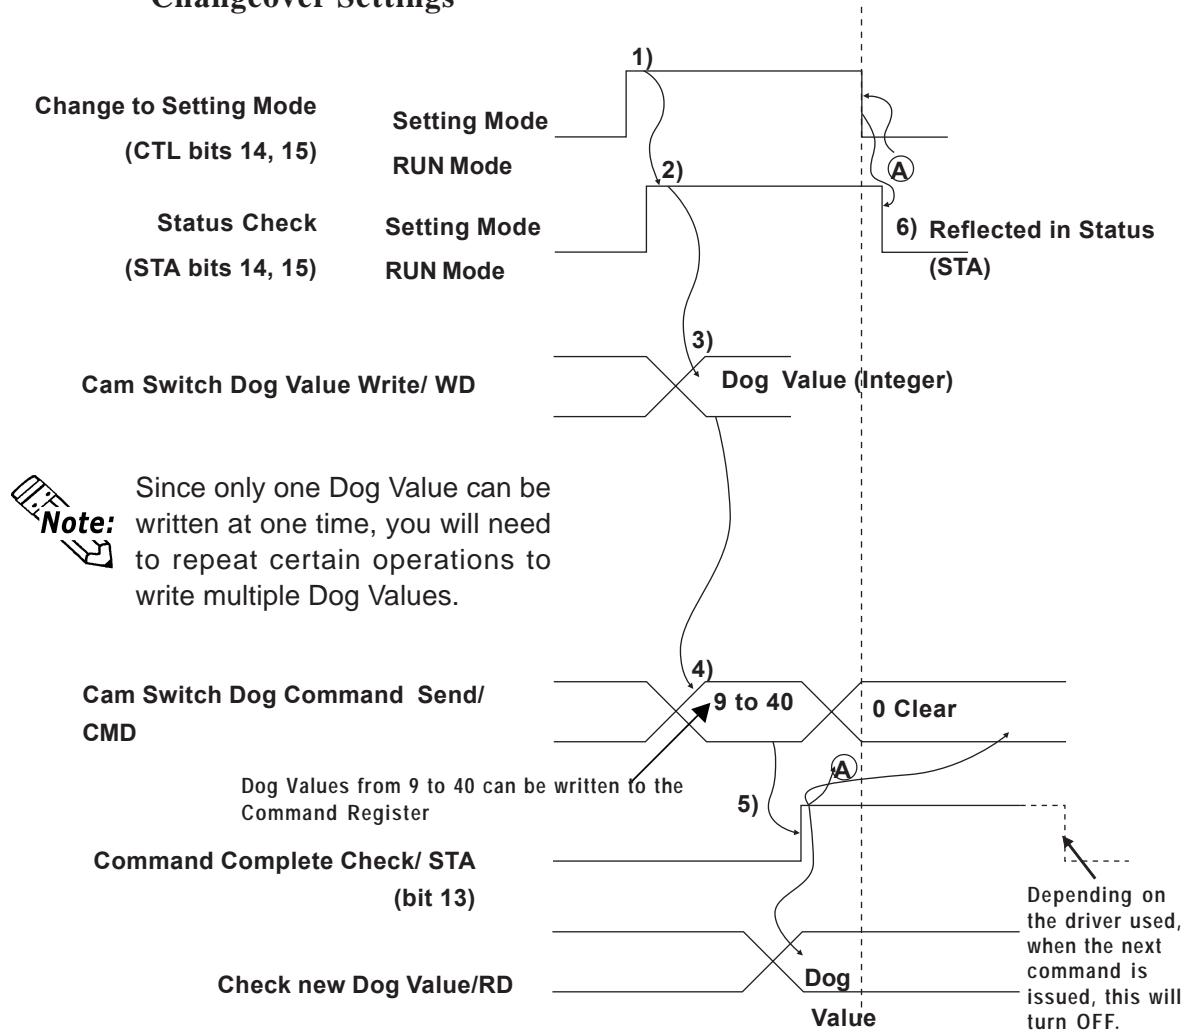 Changeover Settings
1)
Change to Setting Mode
(CTL bits 14, 15)
Setting Mode
RUN Mode
A
2)
Status Check
(STA bits 14, 15)
Setting Mode
RUN Mode
6) Reflected in Status
(STA)
3)
Cam Switch Dog Value Write/ WD
Dog Value (Integer)
Note:
Since only one Dog Value can be
written at one time, you will need
to repeat certain operations to
write multiple Dog Values.
4)
Cam Switch Dog Command Send/
CMD
9 to 40
0 Clear
A
Dog Values from 9 to 40 can be written to the
Command Register
5)
Command Complete Check/ STA
(bit 13)
Depending on
the driver used,
when the next
command is
issued, this will
turn OFF.
Check new Dog Value/RD
Dog
Value